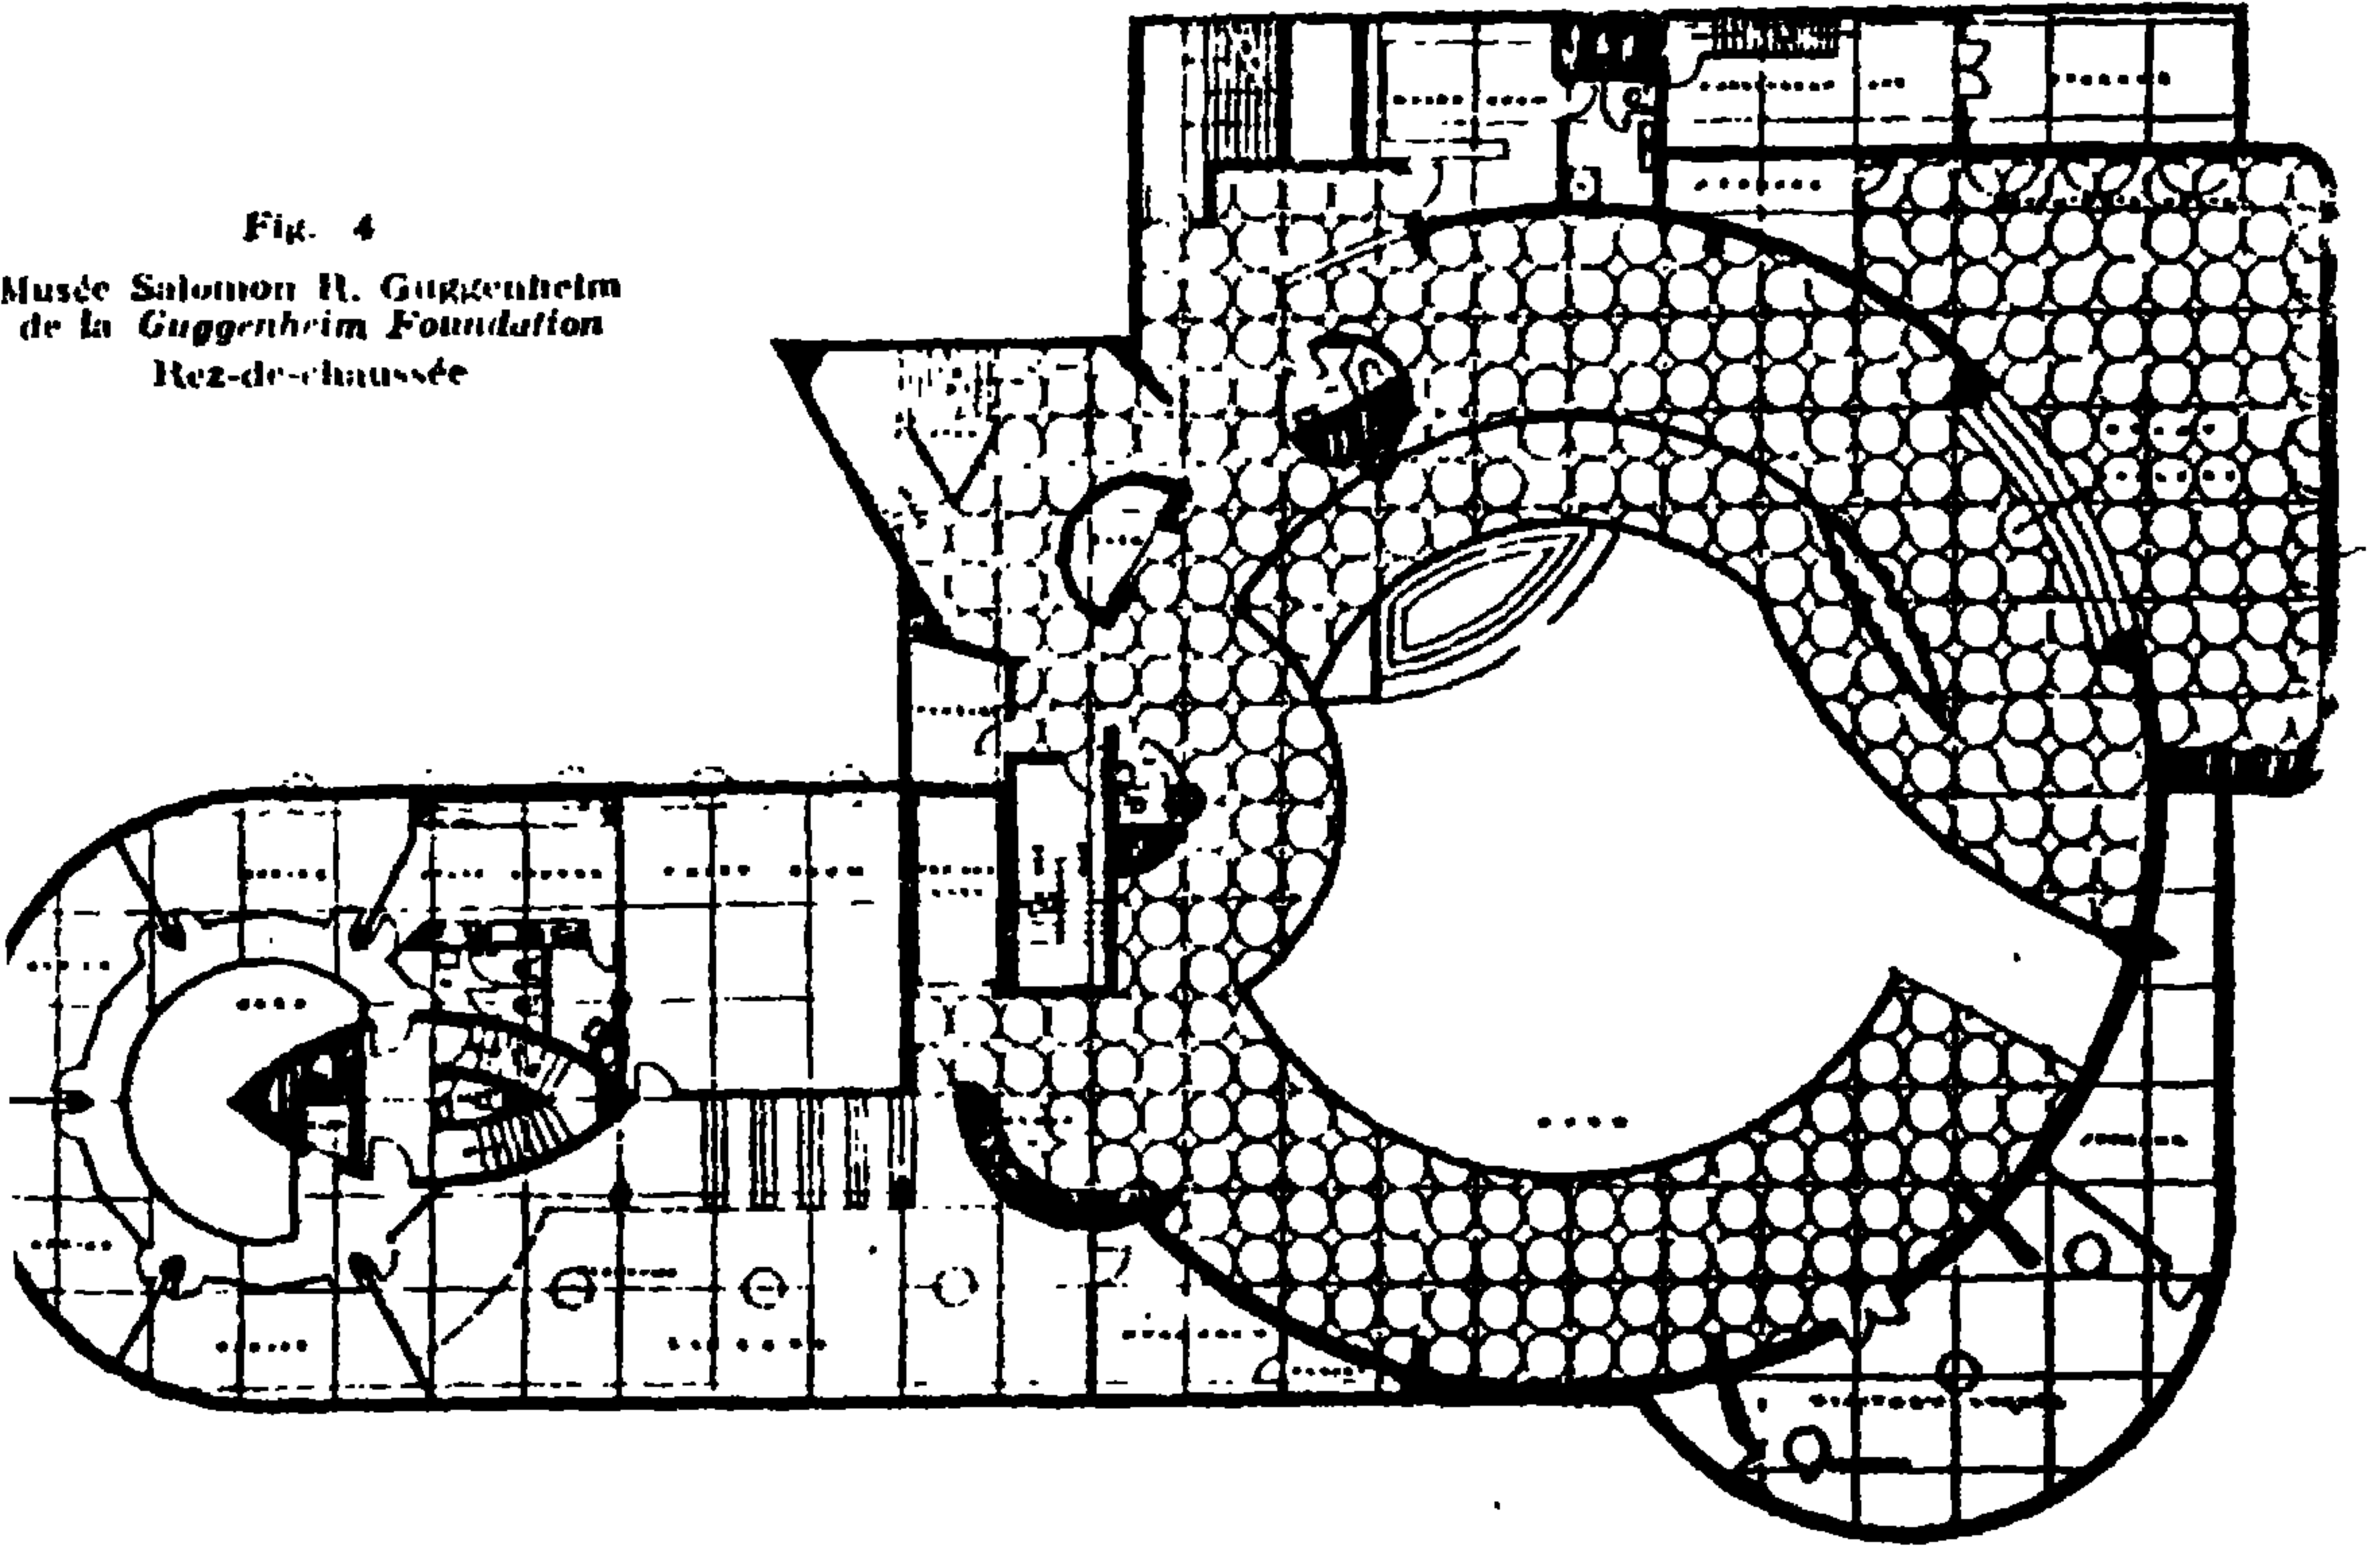 Fig. 4
Musée Salomon R. Guggenheim
de la Guggenheim Foundation
Rez-de-chaussée